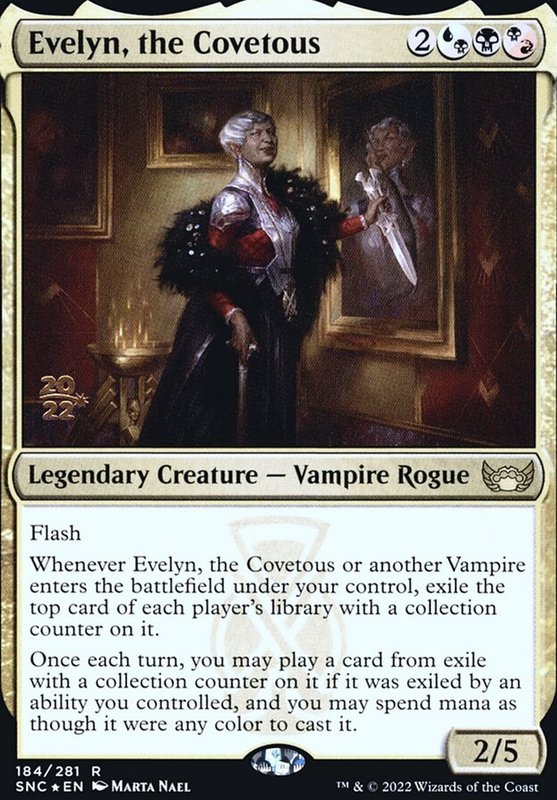 Evelyn, the Covetous
2
20
22
Legendary Creature — Vampire Rogue
Flash
Whenever Evelyn, the Covetous or another Vampire
enters the battlefield under your control, exile the
top card of each player's library with a collection
counter on it.
Once each turn, you may play a card from exile
with a collection counter on it if it was exiled by an
ability you controlled, and you may spend mana as
though it were any color to cast it.
2/5
184/281 R
SNC ★ EN Marta Nael
™ & © 2022 Wizards of the Coast